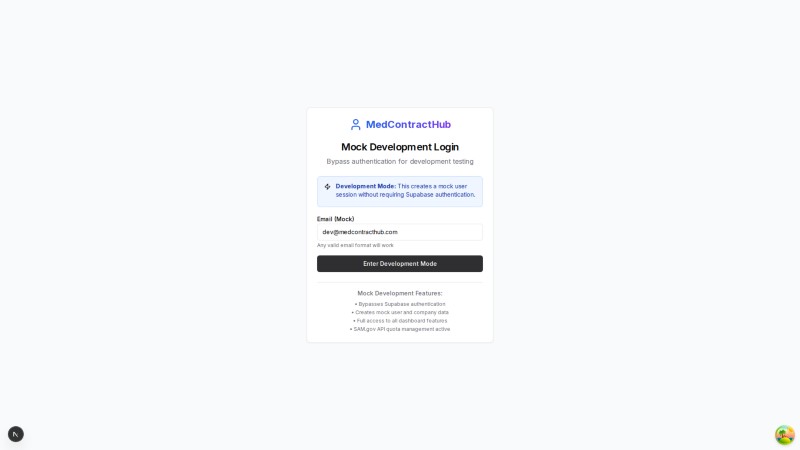 MedContractHub
Mock Development Login
Bypass authentication for development testing
Development Mode: This creates a mock user
session without requiring Supabase authentication.
Email (Mock)
dev@medcontracthub.com
Any valid email format will work
Enter Development Mode
Mock Development Features:
• Bypasses Supabase authentication
• Creates mock user and company data
• Full access to all dashboard features
• SAM.gov API quota management active
N